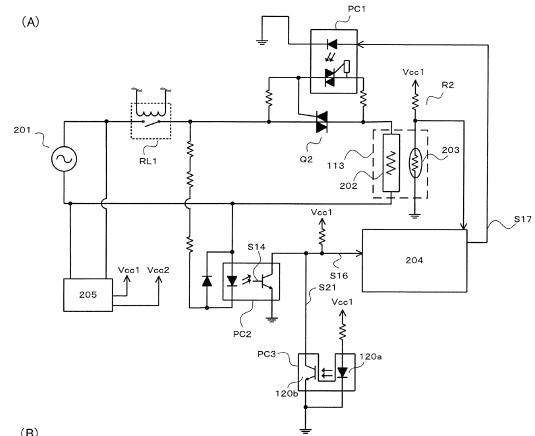 (A)
PC1
Vcc1
R2
201
RL1
Q2
113
203
202
S17
Vcc1
S14
S16
204
Vcc1
Vcc2
205
S21
Vcc1
PC2
PC3
120a
120b
(B)